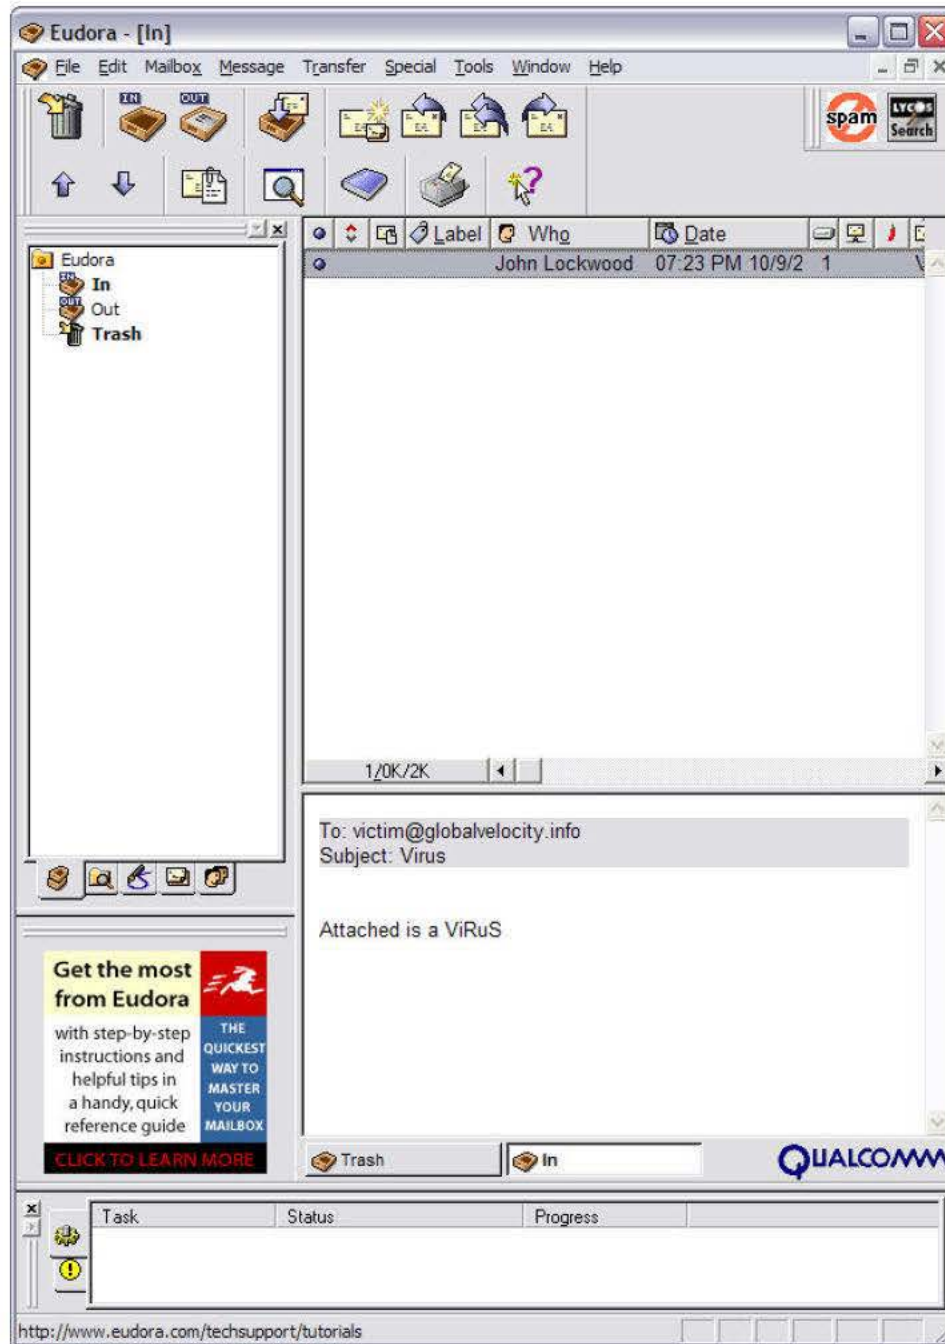 Eudora - [In]
File Edit Mailbox Message Transfer Special Tools Window Help
IN OUT
spam
LYCOS
Search
Label Who Date
John Lockwood 07:23 PM 10/9/2 1
Eudora
In
Out
Trash
1/0K/2K
To: victim@globalvelocity.info
Subject: Virus
Attached is a ViRuS
Get the most
from Eudora
with step-by-step
instructions and
helpful tips in
a handy, quick
reference guide
THE
QUICKEST
WAY TO
MASTER
YOUR
MAILBOX
CLICK TO LEARN MORE
Trash In
QUALCOMM
Task Status Progress
http://www.eudora.com/techsupport/tutorials